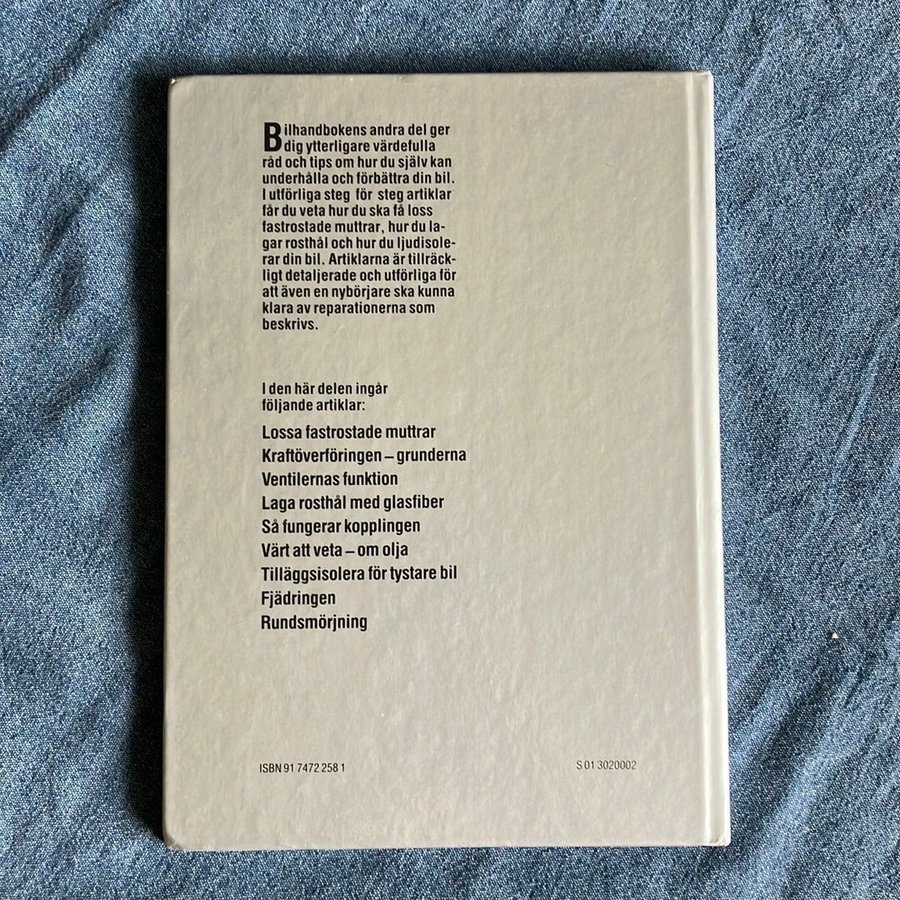 Bilhandbokens andra del ger
dig ytterligare värdefulla
råd och tips om hur du själv kan
underhålla och förbättra din bil.
I utförliga steg för steg artiklar
får du veta hur du ska få loss
fastrostade muttrar, hur du la-
gar rosthål och hur du ljudisole-
rar din bil. Artiklarna är tillräck-
ligt detaljerade och utförliga för
att även en nybörjare ska kunna
klara av reparationerna som
beskrivs.
I den här delen ingår
följande artiklar:
Lossa fastrostade muttrar
Kraftöverföringen – grunderna
Ventilernas funktion
Laga rosthål med glasfiber
Så fungerar kopplingen
Värt att veta – om olja
Tilläggsisolera för tystare bil
Fjädringen
Rundsmörjning
ISBN 91 7472 258 1
S 01 3020002